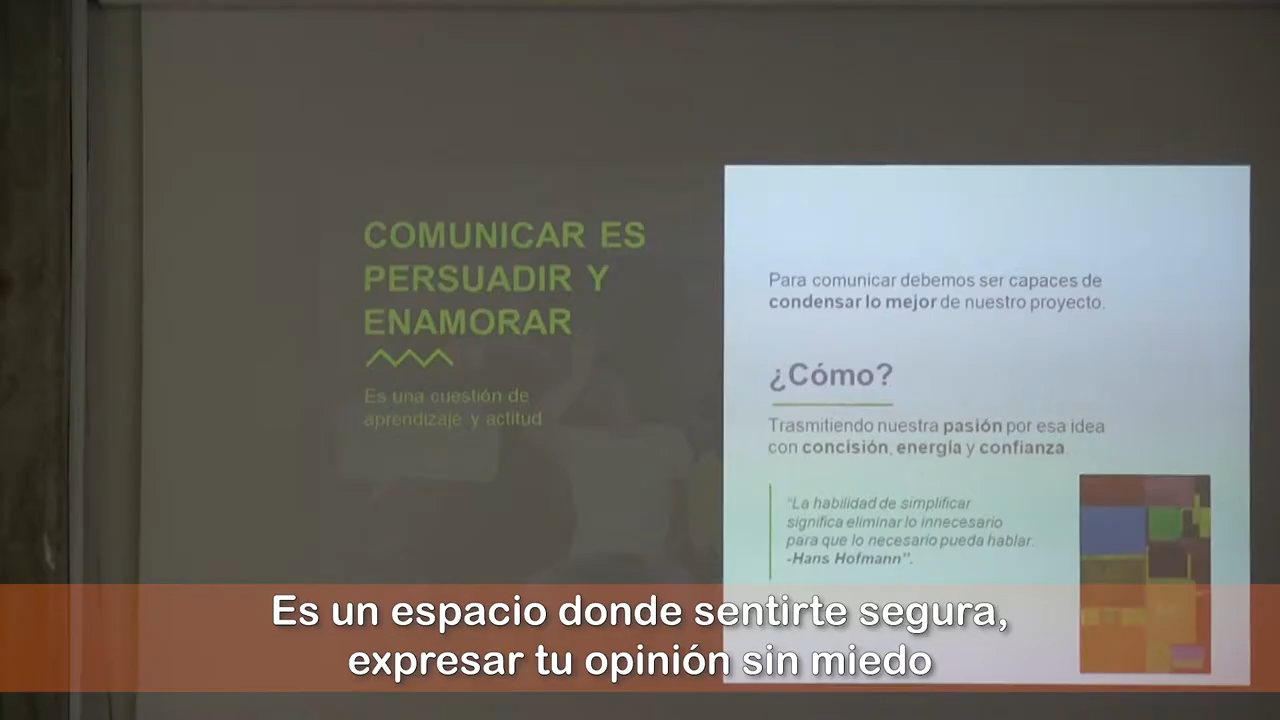 COMUNICAR ES
PERSUADIR Y
ENAMORAR
Es una cuestión de
aprendizaje y actitud
Para comunicar debemos ser capaces de
condensar lo mejor de nuestro proyecto.
¿Cómo?
Trasmitiendo nuestra pasión por esa idea
con concisión, energía y confianza
"La habilidad de simplificar
significa eliminar lo innecesario
para que lo necesario pueda hablar.
-Hans Hofmann".
Es un espacio donde sentirte segura,
expresar tu opinión sin miedo